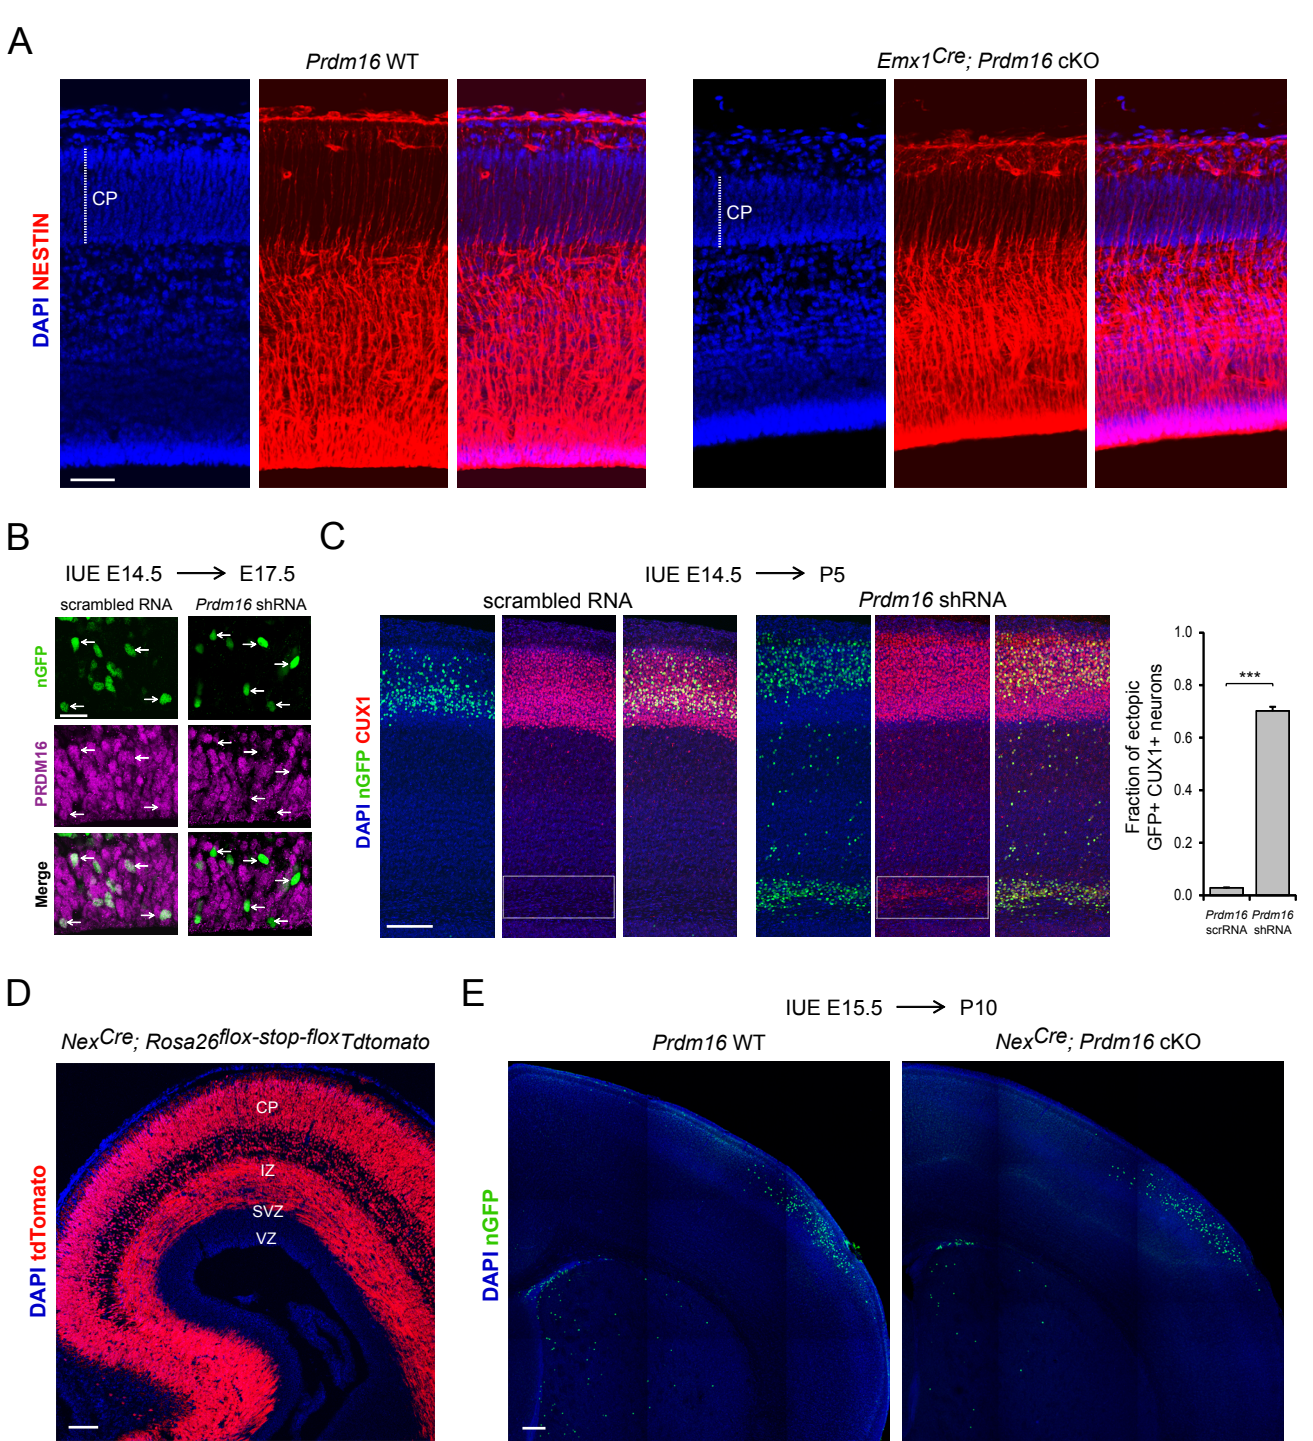 A
Prdm16 WT
Emx1Cre; Prdm16 cKO
DAPI NESTIN
CP
CP
B
IUE E14.5 → E17.5
scrambled RNA
Prdm16 shRNA
nGFP
PRDM16
Merge
C
IUE E14.5 → P5
scrambled RNA
Prdm16 shRNA
DAPI nGFP CUX1
Fraction of ectopic
GFP+ CUX1+ neurons
1.0
0.8
0.6
0.4
0.2
0.0
***
Prdm16 scrRNA
Prdm16 shRNA
D
NexCre; Rosa26flox-stop-floxTdtomato
DAPI tdTomato
CP
IZ
SVZ
VZ
E
IUE E15.5 → P10
Prdm16 WT
NexCre; Prdm16 cKO
DAPI nGFP